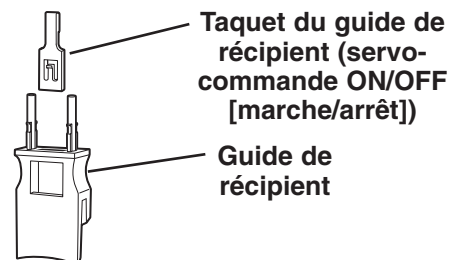 Taquet du guide de
récipient (servo-
commande ON/OFF
[marche/arrêt])
Guide de
récipient